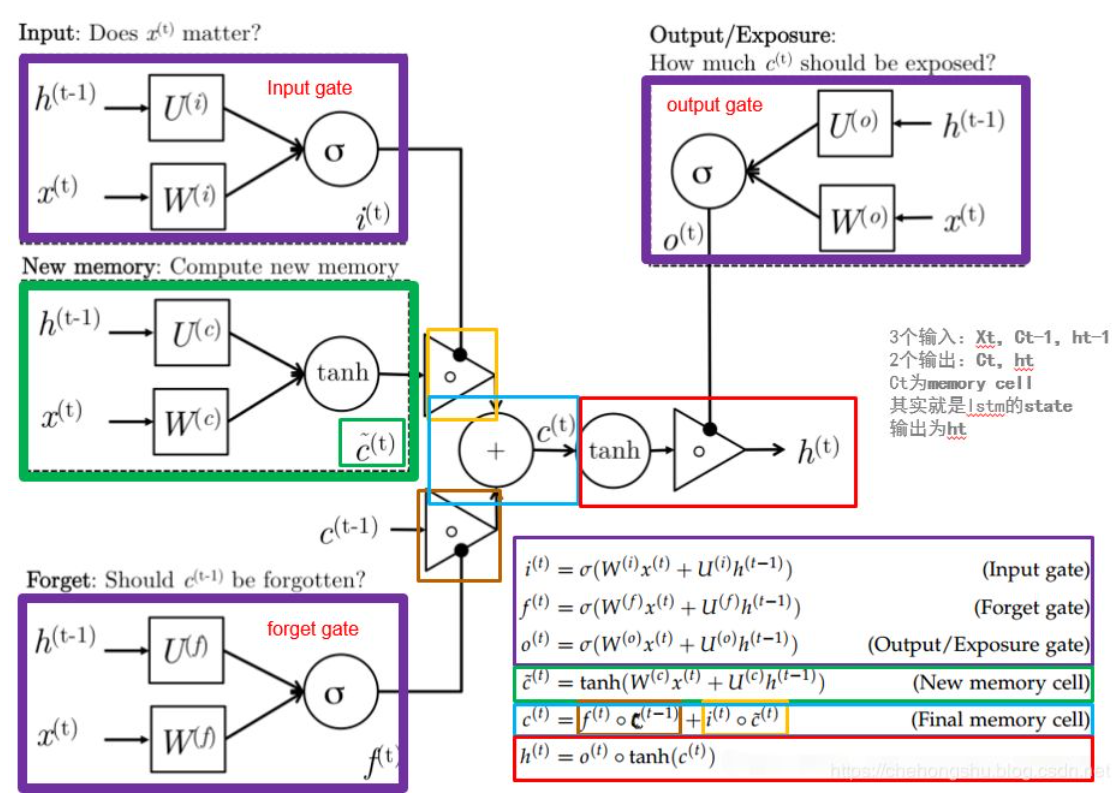 Input: Does x(t) matter?
h(t-1)
U(i)
Input gate
σ
x(t)
W(i)
i(t)
New memory: Compute new memory
h(t-1)
U(c)
tanh
x(t)
W(c)
c̃(t)
Output/Exposure:
How much c(t) should be exposed?
output gate
U(o)
h(t-1)
σ
W(o)
x(t)
o(t)
3个输入：Xt，Ct-1，ht-1
2个输出：Ct，ht
Ct为memory cell
其实就是lstm的state
输出为ht
∘
+
c(t)
tanh
∘
h(t)
c(t-1)
∘
Forget: Should c(t-1) be forgotten?
h(t-1)
U(f)
forget gate
σ
x(t)
W(f)
f(t)
i(t) = σ(W(i)x(t) + U(i)h(t−1)) (Input gate)
f(t) = σ(W(f)x(t) + U(f)h(t−1)) (Forget gate)
o(t) = σ(W(o)x(t) + U(o)h(t−1)) (Output/Exposure gate)
c̃(t) = tanh(W(c)x(t) + U(c)h(t−1)) (New memory cell)
c(t) = f(t) ∘ c(t−1) + i(t) ∘ c̃(t) (Final memory cell)
h(t) = o(t) ∘ tanh(c(t))
https://chehongshu.blog.csdn.net